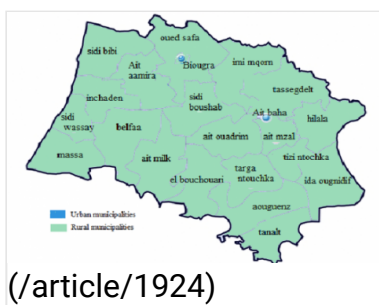 oued safa
sidi bibi
Biougra
imi mqorn
Ait
aamira
tassegdelt
inchaden
sidi
boushab
Ait baha
hilala
sidi
wassay
belfaa
ait ouadrim
ait mzal
massa
ait milk
tizi ntochka
targa
ntouchka
el bouchouari
ida ougnidif
aouguenz
Urban municipalities
Rural municipalities
tanalt
(/article/1924)